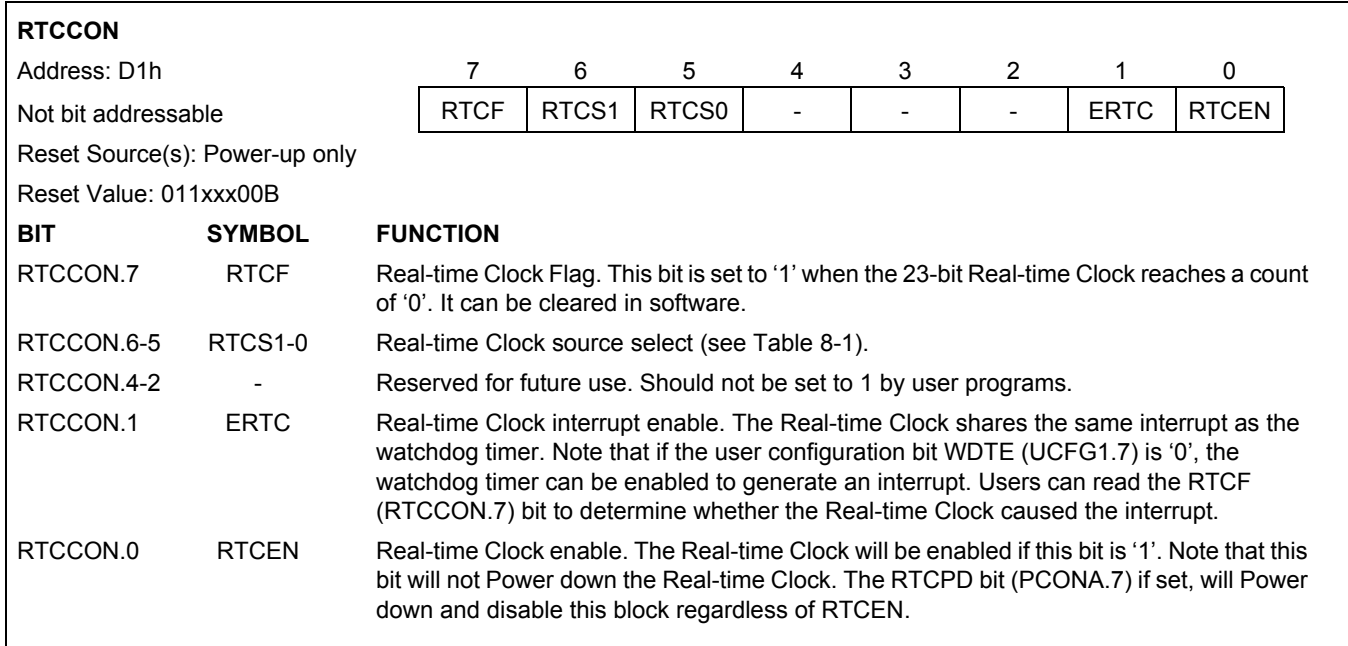 RTCCON
Address: D1h 7 6 5 4 3 2 1 0
Not bit addressable RTCF RTCS1 RTCS0 - - - ERTC RTCEN
Reset Source(s): Power-up only
Reset Value: 011xxx00B
BIT SYMBOL FUNCTION
RTCCON.7 RTCF Real-time Clock Flag. This bit is set to ‘1’ when the 23-bit Real-time Clock reaches a count
of ‘0’. It can be cleared in software.
RTCCON.6-5 RTCS1-0 Real-time Clock source select (see Table 8-1).
RTCCON.4-2 - Reserved for future use. Should not be set to 1 by user programs.
RTCCON.1 ERTC Real-time Clock interrupt enable. The Real-time Clock shares the same interrupt as the
watchdog timer. Note that if the user configuration bit WDTE (UCFG1.7) is ‘0’, the
watchdog timer can be enabled to generate an interrupt. Users can read the RTCF
(RTCCON.7) bit to determine whether the Real-time Clock caused the interrupt.
RTCCON.0 RTCEN Real-time Clock enable. The Real-time Clock will be enabled if this bit is ‘1’. Note that this
bit will not Power down the Real-time Clock. The RTCPD bit (PCONA.7) if set, will Power
down and disable this block regardless of RTCEN.